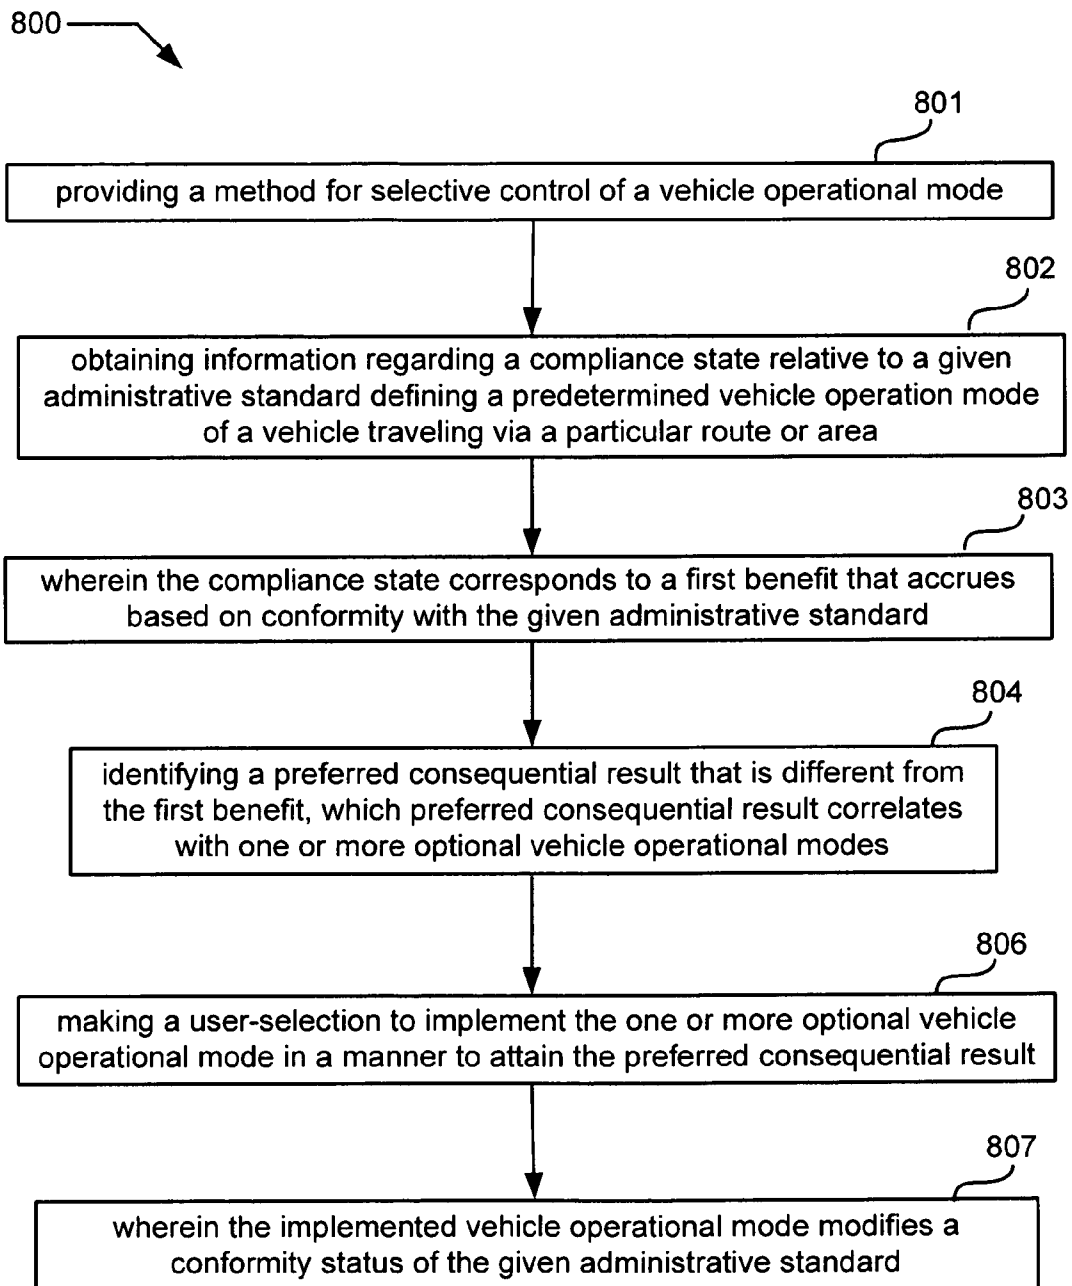 800
801
providing a method for selective control of a vehicle operational mode
802
obtaining information regarding a compliance state relative to a given
administrative standard defining a predetermined vehicle operation mode
of a vehicle traveling via a particular route or area
803
wherein the compliance state corresponds to a first benefit that accrues
based on conformity with the given administrative standard
804
identifying a preferred consequential result that is different from
the first benefit, which preferred consequential result correlates
with one or more optional vehicle operational modes
806
making a user-selection to implement the one or more optional vehicle
operational mode in a manner to attain the preferred consequential result
807
wherein the implemented vehicle operational mode modifies a
conformity status of the given administrative standard